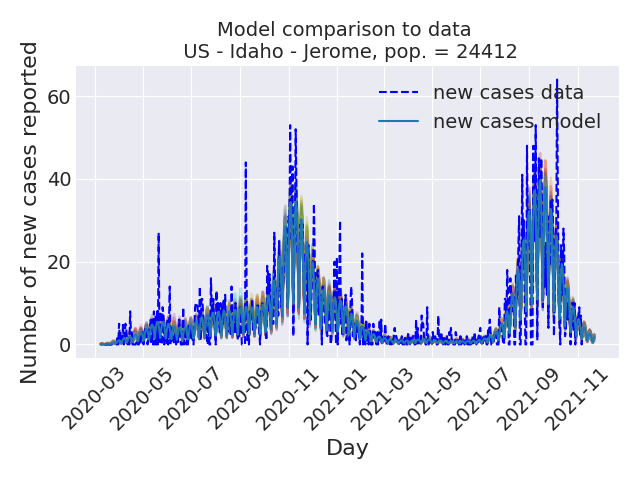 Model comparison to data
US - Idaho - Jerome, pop. = 24412
Number of new cases reported
60
40
20
0
new cases data
new cases model
2020-03
2020-05
2020-07
2020-09
2020-11
2021-01
2021-03
2021-05
2021-07
2021-09
2021-11
Day